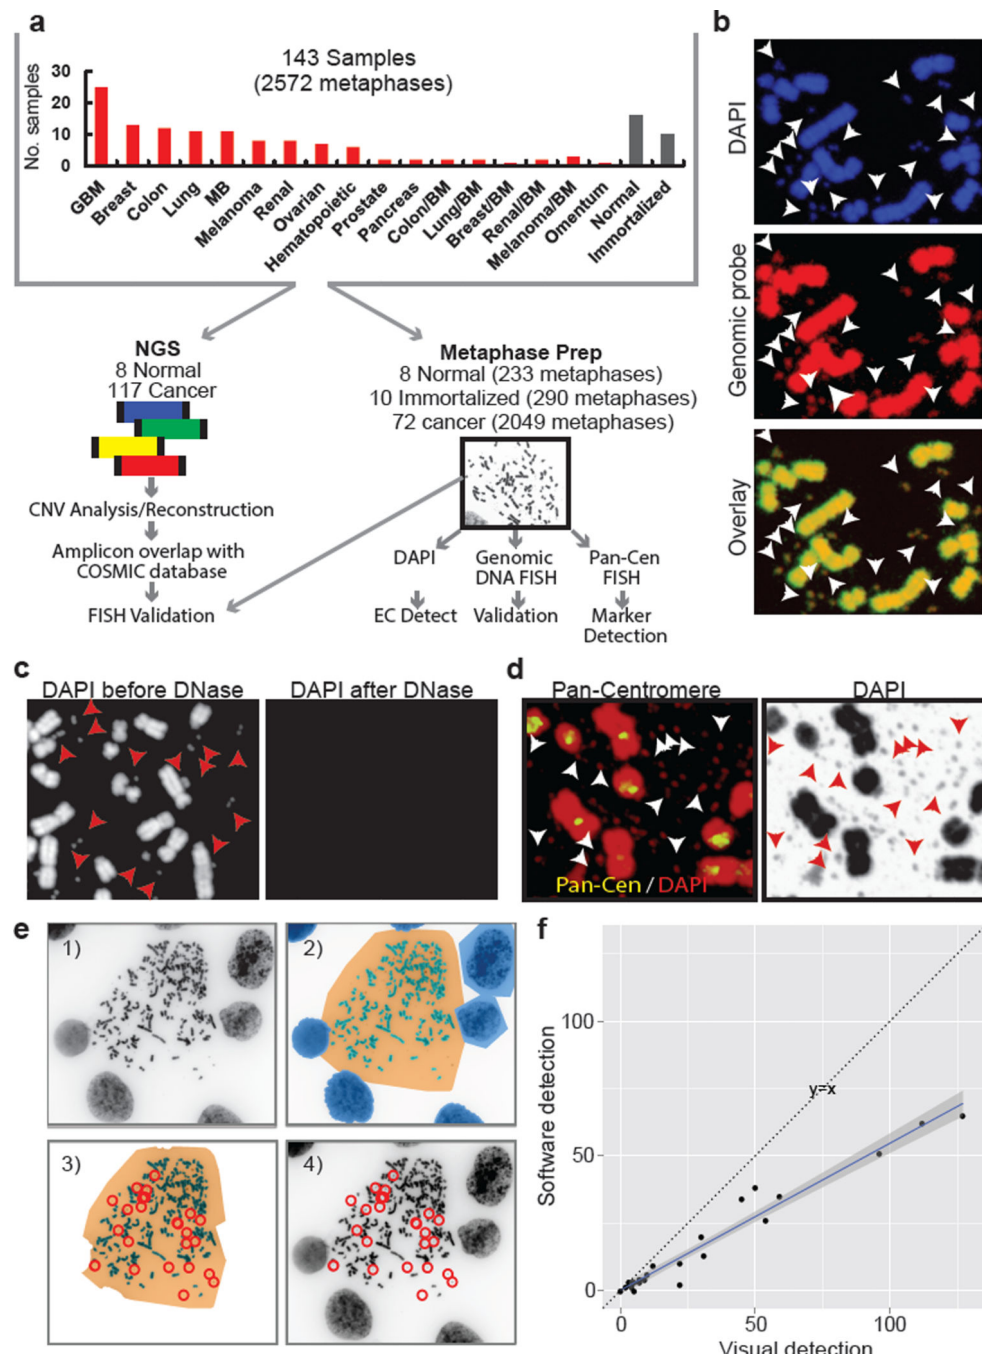 a
143 Samples
(2572 metaphases)
No. samples
30
20
10
0
GBM
Breast
Colon
Lung
MB
Melanoma
Renal
Ovarian
Hematopoietic
Prostate
Pancreas
Colon/BM
Lung/BM
Breast/BM
Renal/BM
Melanoma/BM
Omentum
Normal
Immortalized
NGS
8 Normal
117 Cancer
CNV Analysis/Reconstruction
Amplicon overlap with
COSMIC database
FISH Validation
Metaphase Prep
8 Normal (233 metaphases)
10 Immortalized (290 metaphases)
72 cancer (2049 metaphases)
DAPI
EC Detect
Genomic
DNA FISH
Validation
Pan-Cen
FISH
Marker
Detection
b
DAPI
Genomic probe
Overlay
c
DAPI before DNase
DAPI after DNase
d
Pan-Centromere
DAPI
Pan-Cen / DAPI
e
1)
2)
3)
4)
f
Software detection
100
50
0
y=x
0
50
100
Visual detection